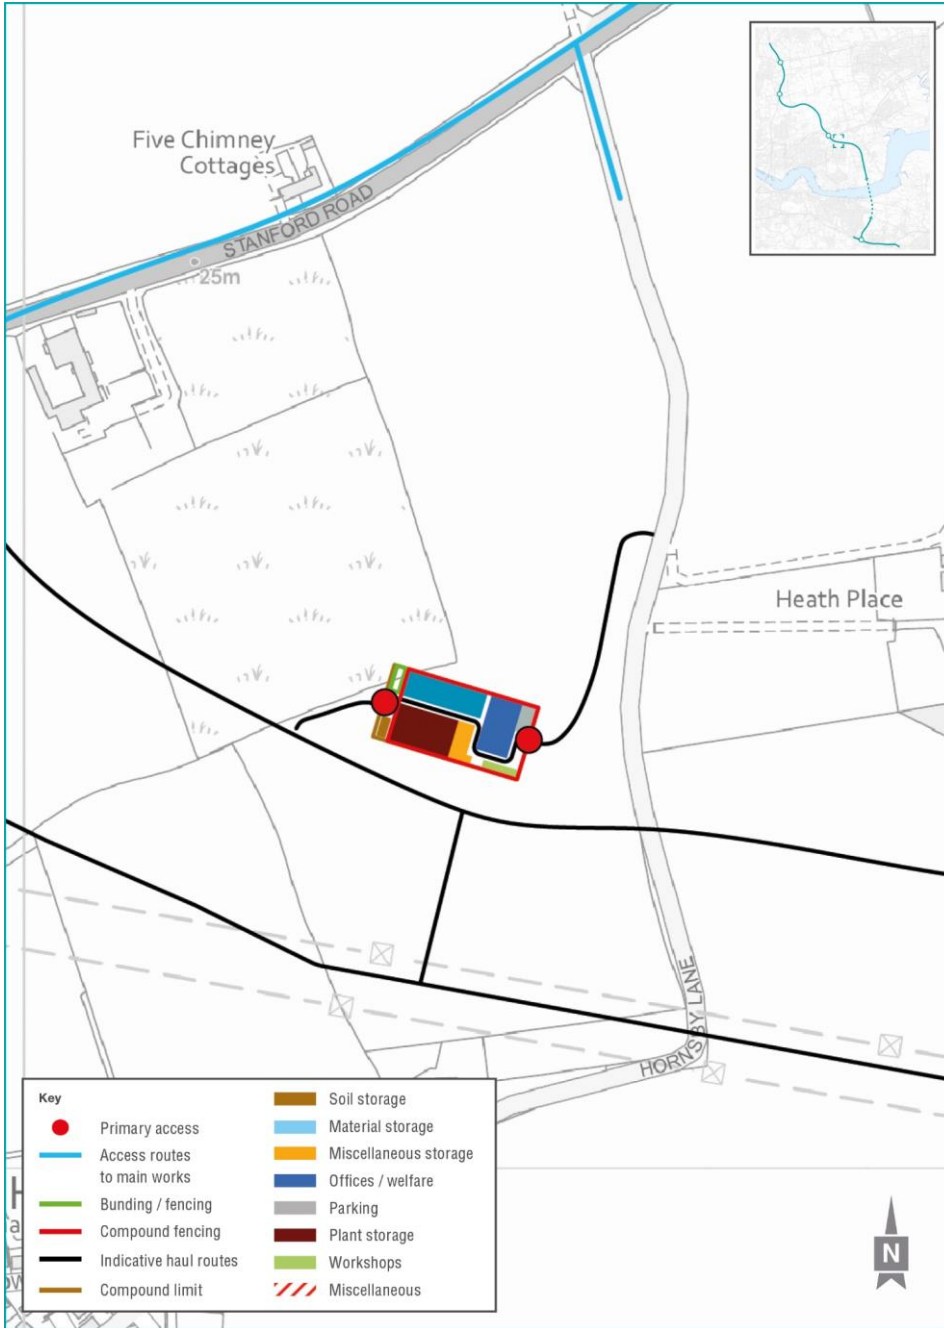 Five Chimney
Cottages
STANFORD ROAD
25m
Heath Place
HORNSBY LANE
Key
Primary access
Access routes
to main works
Bunding / fencing
Compound fencing
Indicative haul routes
Compound limit
Soil storage
Material storage
Miscellaneous storage
Offices / welfare
Parking
Plant storage
Workshops
Miscellaneous
N